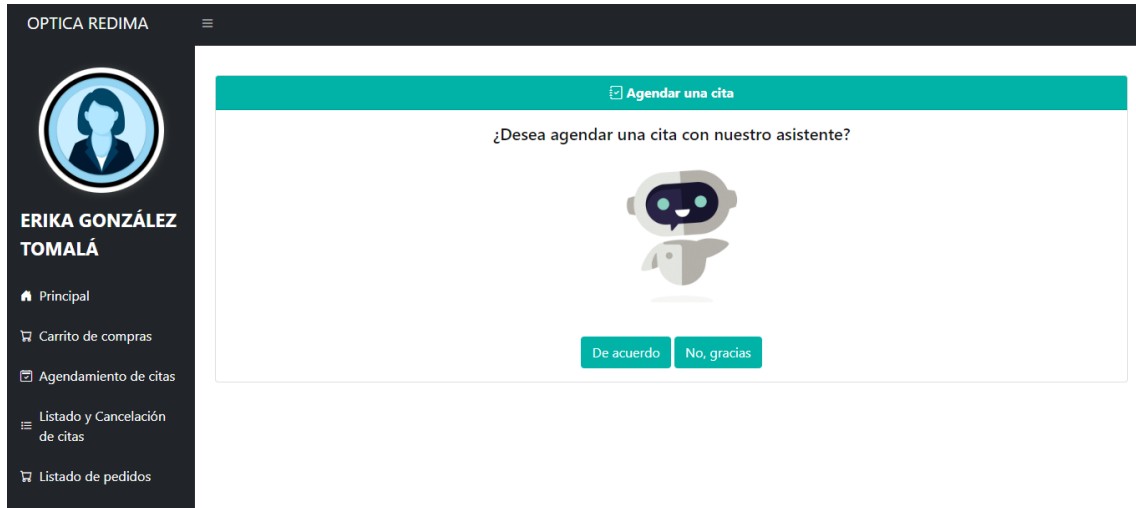 OPTICA REDIMA
ERIKA GONZÁLEZ
TOMALÁ
Principal
Carrito de compras
Agendamiento de citas
Listado y Cancelación
de citas
Listado de pedidos
Agendar una cita
¿Desea agendar una cita con nuestro asistente?
De acuerdo
No, gracias